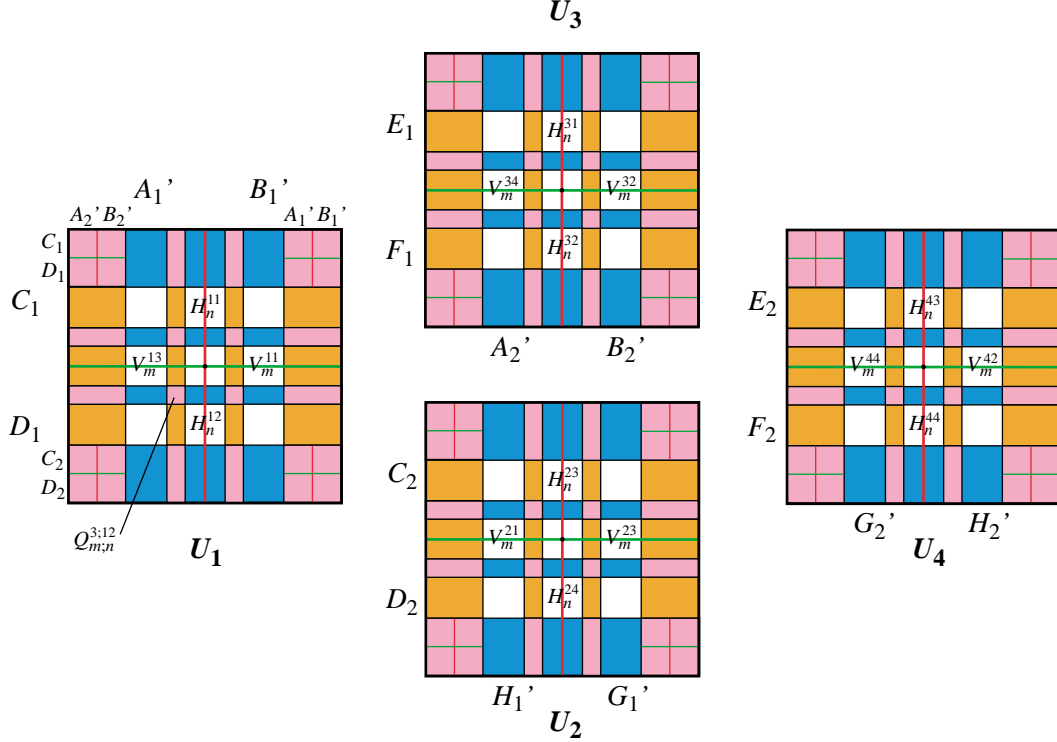 U₃
E₁
H_n^{31}
V_m^{34} V_m^{32}
F₁
H_n^{32}
A₂’ B₂’
A₁’ B₁’
A₂’ B₂’ A₁’ B₁’
C₁
D₁
C₁
H_n^{11}
V_m^{13} V_m^{11}
D₁
H_n^{12}
C₂
D₂
Q_{m;n}^{3;12}
U₁
C₂
H_n^{23}
V_m^{21} V_m^{23}
D₂
H_n^{24}
H₁’ G₁’
U₂
E₂
H_n^{43}
V_m^{44} V_m^{42}
F₂
H_n^{44}
G₂’ H₂’
U₄